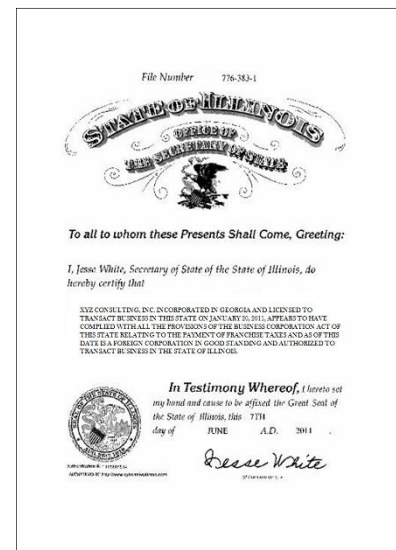 File Number 776-383-1
STATE OF ILLINOIS
OFFICE OF
THE SECRETARY OF STATE
To all to whom these Presents Shall Come, Greeting:
I, Jesse White, Secretary of State of the State of Illinois, do
hereby certify that
XYZ CONSULTING, INC. INCORPORATED IN GEORGIA AND LICENSED TO
TRANSACT BUSINESS IN THIS STATE ON JANUARY 20, 2011, APPEARS TO HAVE
COMPLIED WITH ALL THE PROVISIONS OF THE BUSINESS CORPORATION ACT OF
THIS STATE RELATING TO THE PAYMENT OF FRANCHISE TAXES AND AS OF THIS
DATE IS A FOREIGN CORPORATION IN GOOD STANDING AND AUTHORIZED TO
TRANSACT BUSINESS IN THE STATE OF ILLINOIS.
In Testimony Whereof, I hereto set
my hand and cause to be affixed the Great Seal of
the State of Illinois, this 7TH
day of JUNE A.D. 2011 .
Jesse White
SECRETARY OF STATE